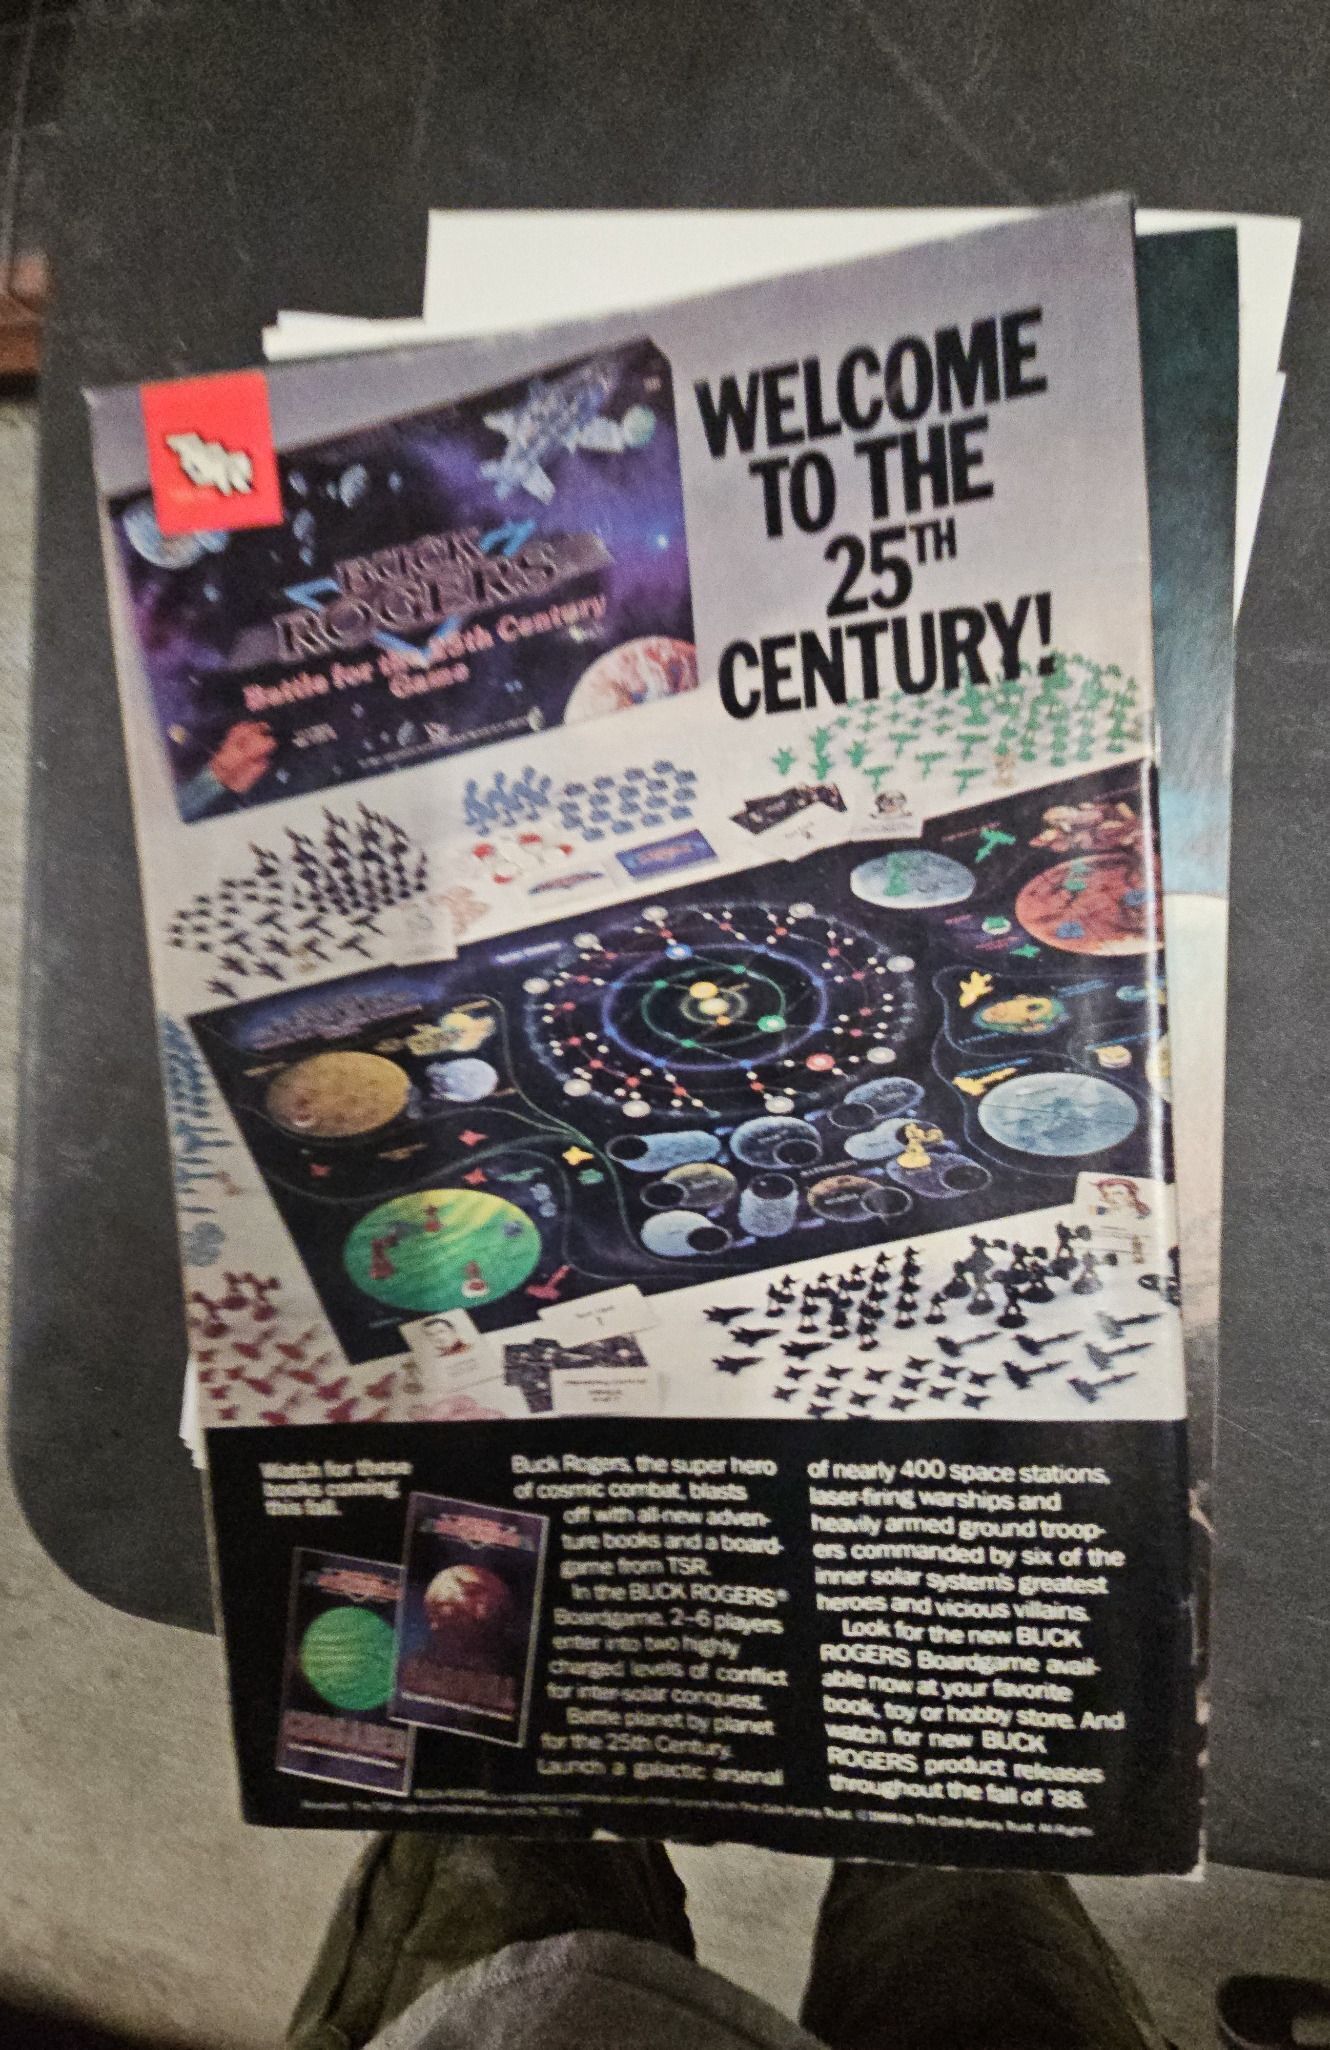 WELCOME
TO THE
25TH
CENTURY!
BUCK
ROGERS
Battle for the 25th Century
Game
Watch for these
books coming
this fall.
Buck Rogers, the super hero
of cosmic combat, blasts
off with all-new adven-
ture books and a board-
game from TSR.
In the BUCK ROGERS®
Boardgame, 2–6 players
enter into two highly
charged levels of conflict
for inter-solar conquest.
Battle planet by planet
for the 25th Century.
Launch a galactic arsenal
of nearly 400 space stations,
laser-firing warships and
heavily armed ground troop-
ers commanded by six of the
inner solar system's greatest
heroes and vicious villains.
Look for the new BUCK
ROGERS Boardgame avail-
able now at your favorite
book, toy or hobby store. And
watch for new BUCK
ROGERS product releases
throughout the fall of '88.